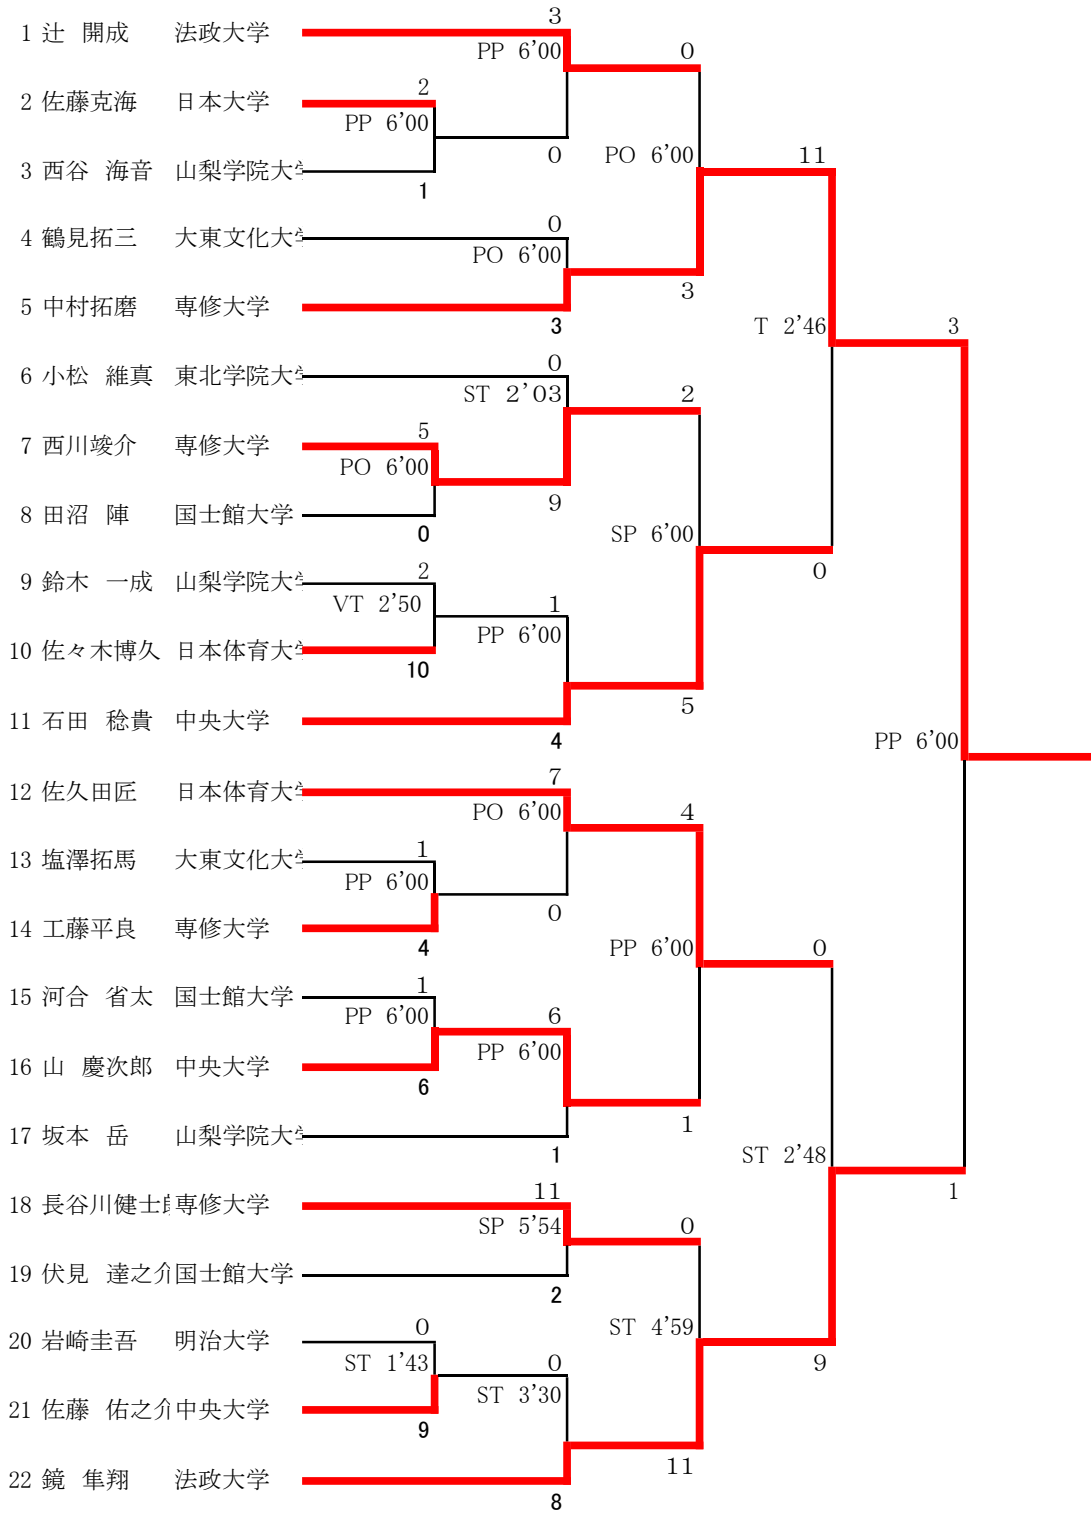 3
1 辻 開成 法政大学
PP 6'00 0
2 佐藤克海 日本大学 2
PP 6'00
0 PO 6'00 11
3 西谷 海音 山梨学院大
1
4 鶴見拓三 大東文化大 0
PO 6'00
3
5 中村拓磨 専修大学
3 T 2'46 3
6 小松 維真 東北学院大 0
ST 2'03 2
7 西川竣介 専修大学 5
PO 6'00
9
8 田沼 陣 国士館大学
0 SP 6'00
9 鈴木 一成 山梨学院大 2 0
VT 2'50 1
PP 6'00
10 佐々木博久 日本体育大
10
5
11 石田 稔貴 中央大学
4 PP 6'00
7
12 佐久田匠 日本体育大
PO 6'00 4
13 塩澤拓馬 大東文化大 1
PP 6'00
0
14 工藤平良 専修大学
4 PP 6'00 0
15 河合 省太 国士館大学 1
PP 6'00 6
PP 6'00
16 山 慶次郎 中央大学
6
1
17 坂本 岳 山梨学院大
1 ST 2'48
11 1
18 長谷川健士 専修大学
SP 5'54 0
19 伏見 達之介 国士館大学
2
20 岩崎圭吾 明治大学 0 ST 4'59
ST 1'43 0 9
ST 3'30
21 佐藤 佑之介 中央大学
9
11
22 鏡 隼翔 法政大学
8